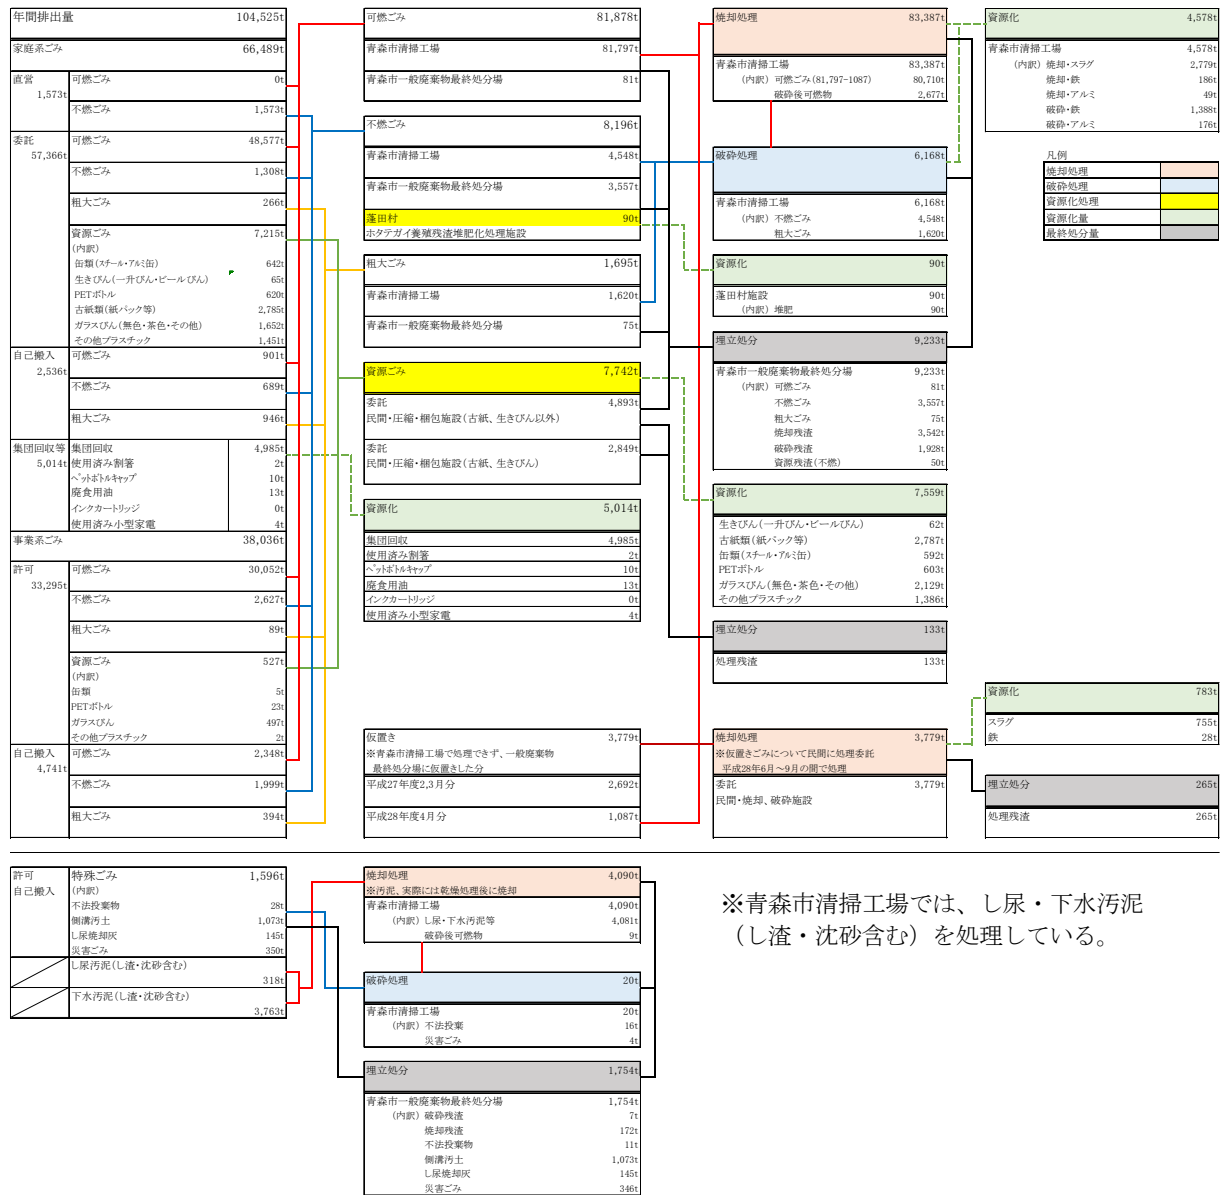 年間排出量 104,525t
家庭系ごみ 66,489t
直営 可燃ごみ 0t
1,573t
不燃ごみ 1,573t
委託 可燃ごみ 48,577t
57,366t
不燃ごみ 1,308t
粗大ごみ 266t
資源ごみ 7,215t
(内訳)
缶類(スチール・アルミ缶) 642t
生きびん(一升びん・ビールびん) 65t
PETボトル 620t
古紙類(紙パック等) 2,785t
ガラスびん(無色・茶色・その他) 1,652t
その他プラスチック 1,451t
自己搬入 可燃ごみ 901t
2,536t
不燃ごみ 689t
粗大ごみ 946t
集団回収等 集団回収 4,985t
5,014t 使用済み割箸 2t
ペットボトルキャップ 10t
廃食用油 13t
インクカートリッジ 0t
使用済み小型家電 4t
事業系ごみ 38,036t
許可 可燃ごみ 30,052t
33,295t
不燃ごみ 2,627t
粗大ごみ 89t
資源ごみ 527t
(内訳)
缶類 5t
PETボトル 23t
ガラスびん 497t
その他プラスチック 2t
自己搬入 可燃ごみ 2,348t
4,741t
不燃ごみ 1,999t
粗大ごみ 394t
可燃ごみ 81,878t
青森市清掃工場 81,797t
青森市一般廃棄物最終処分場 81t
不燃ごみ 8,196t
青森市清掃工場 4,548t
青森市一般廃棄物最終処分場 3,557t
蓬田村 90t
ホタテガイ養殖残渣堆肥化処理施設
粗大ごみ 1,695t
青森市清掃工場 1,620t
青森市一般廃棄物最終処分場 75t
資源ごみ 7,742t
委託 4,893t
民間・圧縮・梱包施設(古紙、生きびん以外)
委託 2,849t
民間・圧縮・梱包施設(古紙、生きびん)
資源化 5,014t
集団回収 4,985t
使用済み割箸 2t
ペットボトルキャップ 10t
廃食用油 13t
インクカートリッジ 0t
使用済み小型家電 4t
仮置き 3,779t
※青森市清掃工場で処理できず、一般廃棄物
最終処分場に仮置きした分
平成27年度2,3月分 2,692t
平成28年度4月分 1,087t
焼却処理 83,387t
青森市清掃工場 83,387t
(内訳) 可燃ごみ(81,797-1087) 80,710t
破砕後可燃物 2,677t
破砕処理 6,168t
青森市清掃工場 6,168t
(内訳) 不燃ごみ 4,548t
粗大ごみ 1,620t
資源化 90t
蓬田村施設 90t
(内訳) 堆肥 90t
埋立処分 9,233t
青森市一般廃棄物最終処分場 9,233t
(内訳) 可燃ごみ 81t
不燃ごみ 3,557t
粗大ごみ 75t
焼却残渣 3,542t
破砕残渣 1,928t
資源残渣(不燃) 50t
資源化 7,559t
生きびん(一升びん・ビールびん) 62t
古紙類(紙パック等) 2,787t
缶類(スチール・アルミ缶) 592t
PETボトル 603t
ガラスびん(無色・茶色・その他) 2,129t
その他プラスチック 1,386t
埋立処分 133t
処理残渣 133t
焼却処理 3,779t
※仮置きごみについて民間に処理委託
平成28年6月～9月の間で処理
委託 3,779t
民間・焼却、破砕施設
資源化 4,578t
青森市清掃工場 4,578t
(内訳) 焼却・スラグ 2,779t
焼却・鉄 186t
焼却・アルミ 49t
破砕・鉄 1,388t
破砕・アルミ 176t
凡例
焼却処理
破砕処理
資源化処理
資源化量
最終処分量
資源化 783t
スラグ 755t
鉄 28t
埋立処分 265t
処理残渣 265t
許可 特殊ごみ 1,596t
自己搬入 (内訳)
不法投棄物 28t
側溝汚土 1,073t
し尿焼却灰 145t
災害ごみ 350t
し尿汚泥(し渣・沈砂含む)
318t
下水汚泥(し渣・沈砂含む)
3,763t
焼却処理 4,090t
※汚泥、実際には乾燥処理後に焼却
青森市清掃工場 4,090t
(内訳) し尿・下水汚泥等 4,081t
破砕後可燃物 9t
破砕処理 20t
青森市清掃工場 20t
(内訳) 不法投棄 16t
災害ごみ 4t
埋立処分 1,754t
青森市一般廃棄物最終処分場 1,754t
(内訳) 破砕残渣 7t
焼却残渣 172t
不法投棄物 11t
側溝汚土 1,073t
し尿焼却灰 145t
災害ごみ 346t
※青森市清掃工場では、し尿・下水汚泥
（し渣・沈砂含む）を処理している。